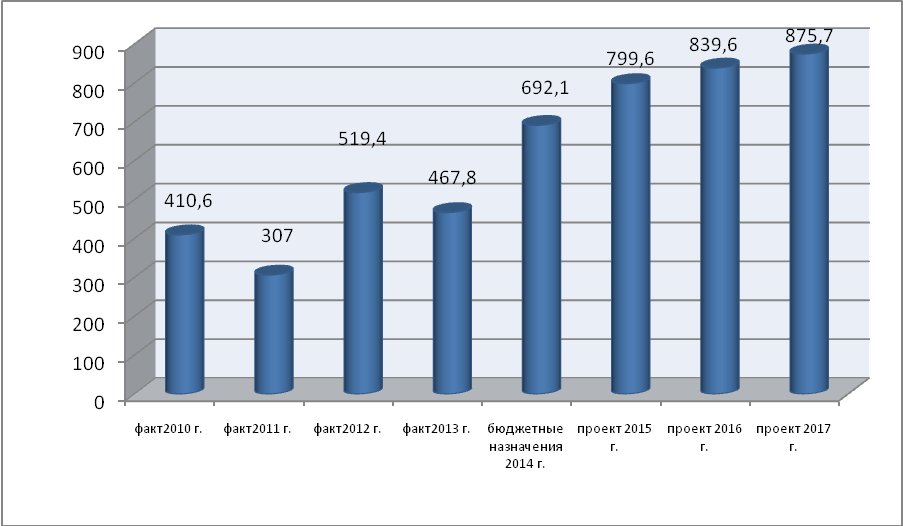 900
800
700
600
500
400
300
200
100
0
410,6
307
519,4
467,8
692,1
799,6
839,6
875,7
факт2010 г.
факт2011 г.
факт2012 г.
факт2013 г.
бюджетные
назначения
2014 г.
проект 2015
г.
проект 2016
г.
проект 2017
г.